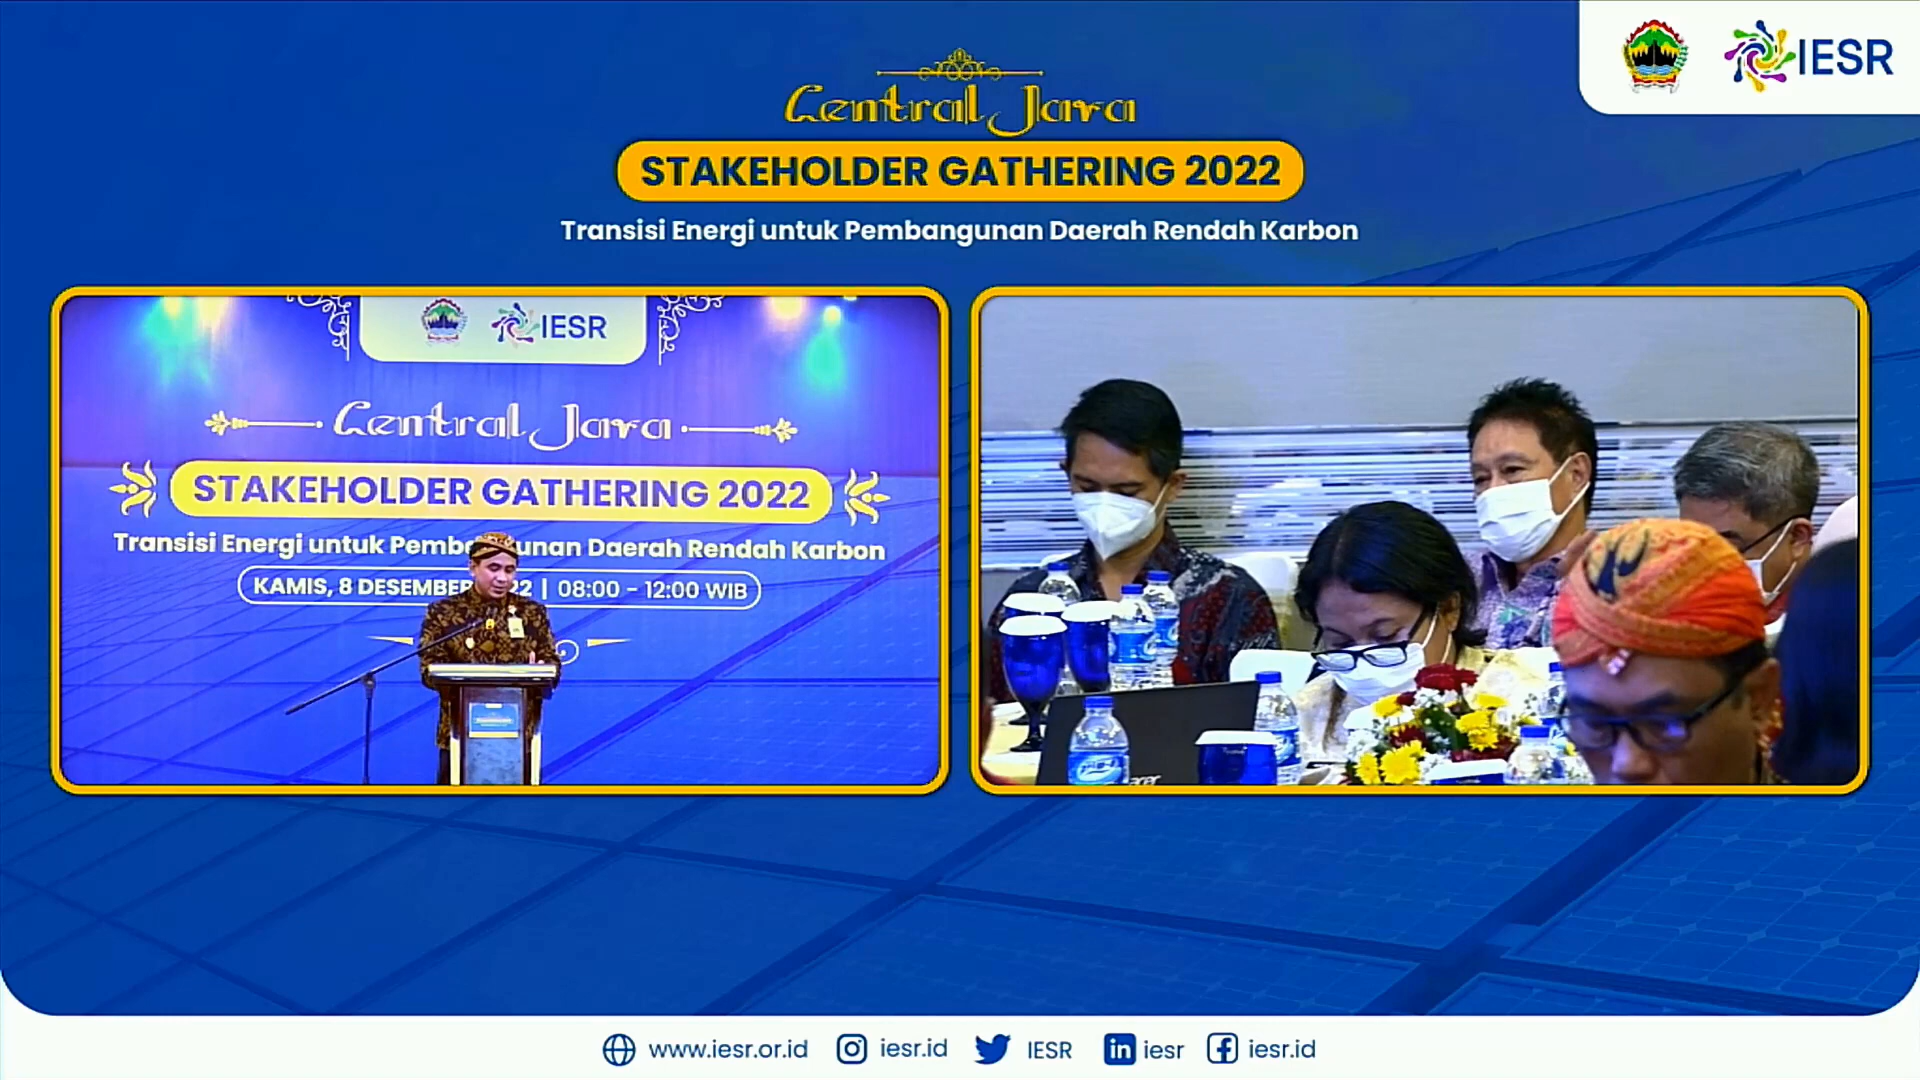 IESR
Central Java
STAKEHOLDER GATHERING 2022
Transisi Energi untuk Pembangunan Daerah Rendah Karbon
IESR
Central Java
STAKEHOLDER GATHERING 2022
Transisi Energi untuk Pemba unan Daerah Rendah Karbon
KAMIS, 8 DESEMBER 22 | 08:00 - 12:00 WIB
acer
www.iesr.or.id iesr.id IESR iesr iesr.id